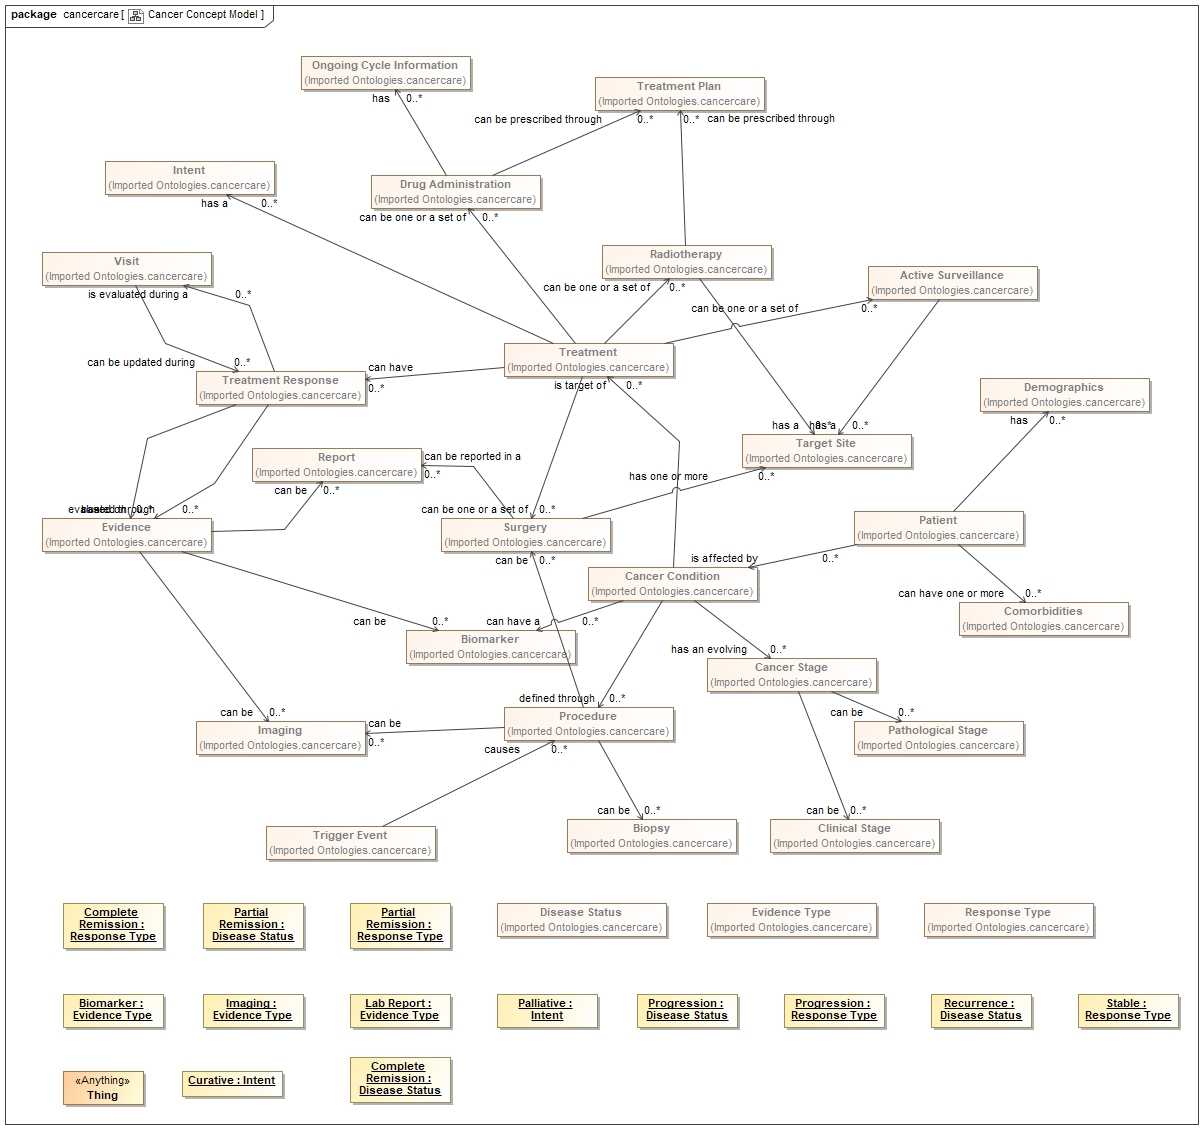 package cancercare [ Cancer Concept Model ]
Ongoing Cycle Information
(Imported Ontologies.cancercare)
has 0..*
Treatment Plan
(Imported Ontologies.cancercare)
can be prescribed through 0..* 0..* can be prescribed through
Intent
(Imported Ontologies.cancercare)
has a 0..*
Drug Administration
(Imported Ontologies.cancercare)
can be one or a set of 0..*
Visit
(Imported Ontologies.cancercare)
is evaluated during a 0..*
Radiotherapy
(Imported Ontologies.cancercare)
can be one or a set of 0..*
Active Surveillance
(Imported Ontologies.cancercare)
can be one or a set of 0..*
can be updated during 0..*
Treatment
(Imported Ontologies.cancercare)
is target of 0..*
can have
0..*
Treatment Response
(Imported Ontologies.cancercare)
Demographics
(Imported Ontologies.cancercare)
has 0..*
has a 0..* has a 0..*
Target Site
(Imported Ontologies.cancercare)
has one or more 0..*
Report
(Imported Ontologies.cancercare)
can be 0..*
can be reported in a
0..*
evaluated through 0..* 0..*
can be one or a set of 0..*
Evidence
(Imported Ontologies.cancercare)
Surgery
(Imported Ontologies.cancercare)
can be 0..*
Patient
(Imported Ontologies.cancercare)
is affected by 0..*
Cancer Condition
(Imported Ontologies.cancercare)
can have one or more 0..*
Comorbidities
(Imported Ontologies.cancercare)
can be 0..*
can have a 0..*
Biomarker
(Imported Ontologies.cancercare)
has an evolving 0..*
Cancer Stage
(Imported Ontologies.cancercare)
defined through 0..*
can be 0..*
can be 0..*
Procedure
(Imported Ontologies.cancercare)
can be
0..*
Imaging
(Imported Ontologies.cancercare)
Pathological Stage
(Imported Ontologies.cancercare)
causes 0..*
can be 0..*
can be 0..*
Trigger Event
(Imported Ontologies.cancercare)
Biopsy
(Imported Ontologies.cancercare)
Clinical Stage
(Imported Ontologies.cancercare)
Complete
Remission :
Response Type
Partial
Remission :
Disease Status
Partial
Remission :
Response Type
Disease Status
(Imported Ontologies.cancercare)
Evidence Type
(Imported Ontologies.cancercare)
Response Type
(Imported Ontologies.cancercare)
Biomarker :
Evidence Type
Imaging :
Evidence Type
Lab Report :
Evidence Type
Palliative :
Intent
Progression :
Disease Status
Progression :
Response Type
Recurrence :
Disease Status
Stable :
Response Type
«Anything»
Thing
Curative : Intent
Complete
Remission :
Disease Status